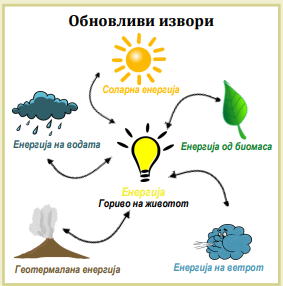 Обновливи извори
Соларна енергија
Енергија на водата
Енергија од биомаса
Енергија
Гориво на животот
Геотермалана енергија
Енергија на ветрот